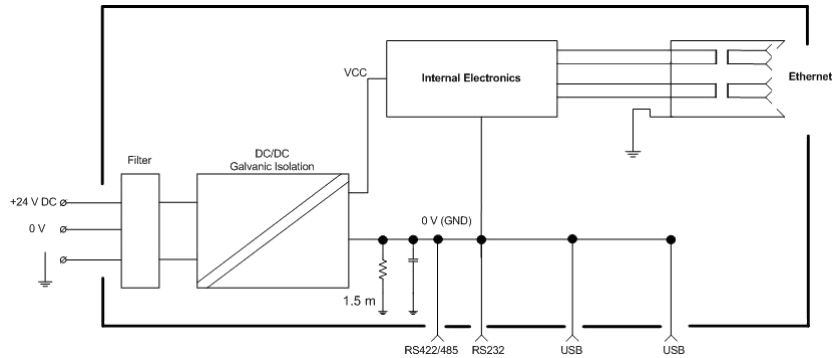 VCC
Internal Electronics
Ethernet
Filter
DC/DC
Galvanic Isolation
+24 V DC
0 V
0 V (GND)
1.5 m
RS422/485
RS232
USB
USB